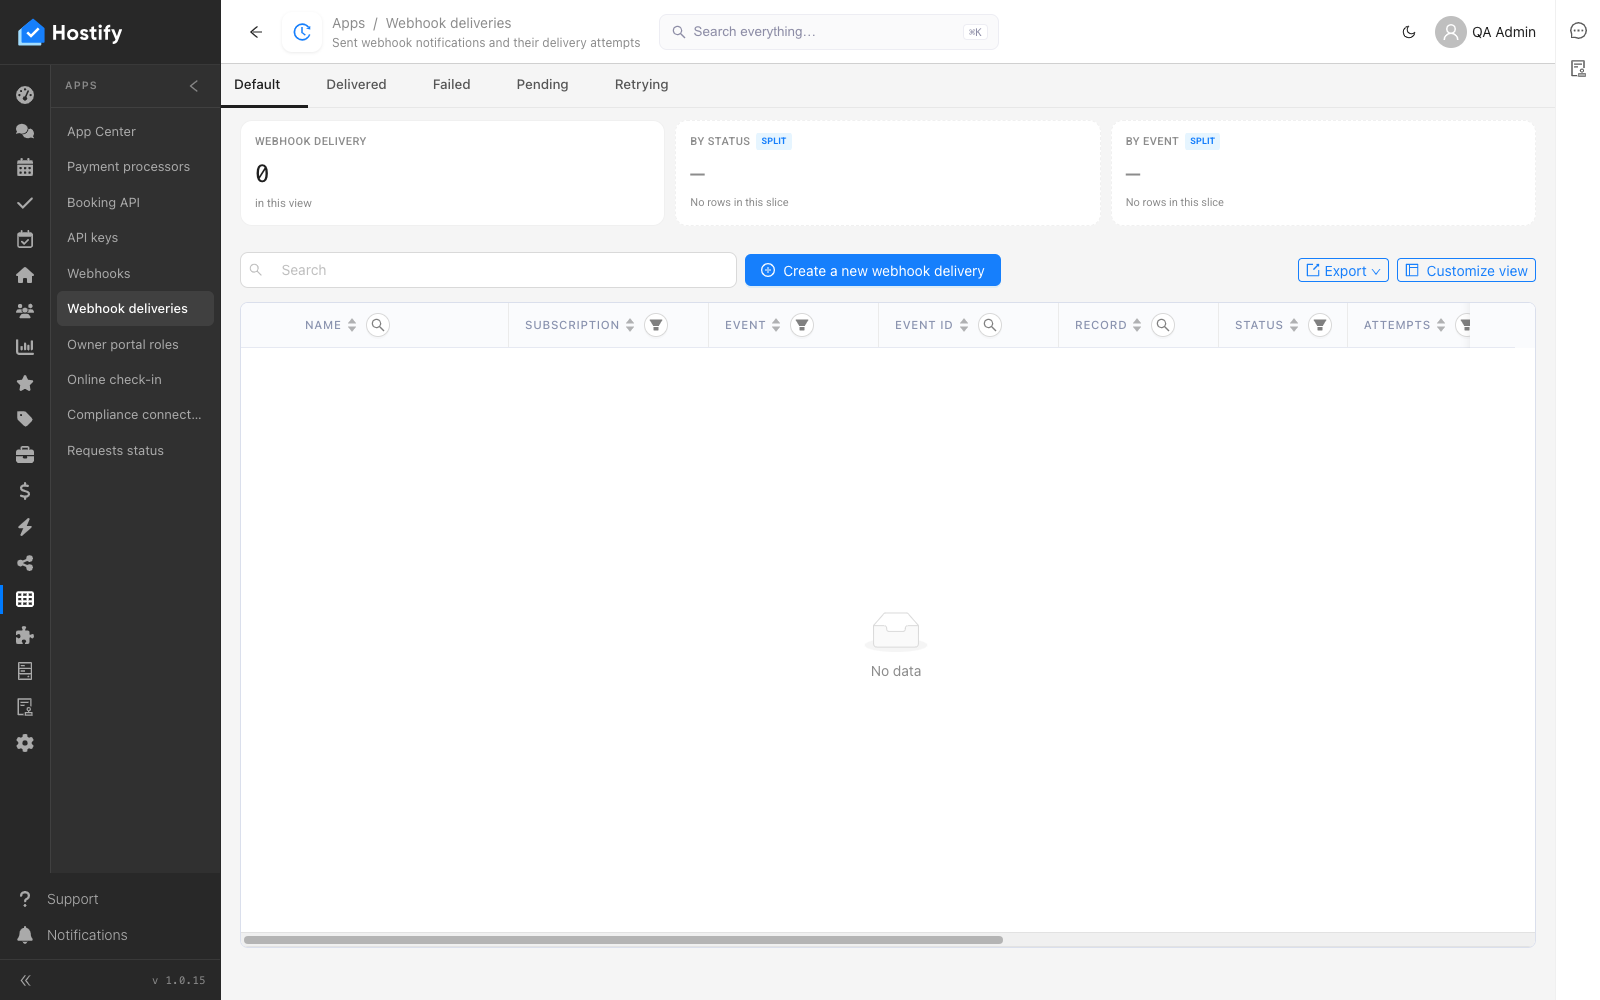 Hostify
APPS
App Center
Payment processors
Booking API
API keys
Webhooks
Webhook deliveries
Owner portal roles
Online check-in
Compliance connect...
Requests status
Support
Notifications
v 1.0.15
Apps / Webhook deliveries
Sent webhook notifications and their delivery attempts
Search everything...
⌘K
QA Admin
Default
Delivered
Failed
Pending
Retrying
WEBHOOK DELIVERY
0
in this view
BY STATUS SPLIT
—
No rows in this slice
BY EVENT SPLIT
—
No rows in this slice
Search
Create a new webhook delivery
Export
Customize view
NAME
SUBSCRIPTION
EVENT
EVENT ID
RECORD
STATUS
ATTEMPTS
No data